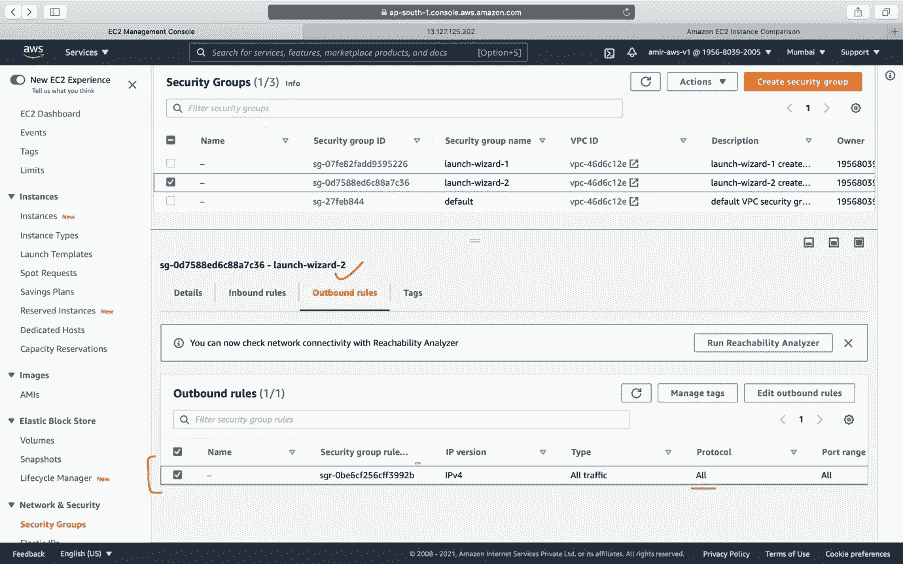 ap-south-1.console.aws.amazon.com
EC2 Management Console
13.127.125.202
Amazon EC2 Instance Comparison
aws
Services
Search for services, features, marketplace products, and docs
[Option+S]
amir-aws-v1 @ 1956-8039-2005
Mumbai
Support
New EC2 Experience
Tell us what you think
EC2 Dashboard
Events
Tags
Limits
Instances
Instances New
Instance Types
Launch Templates
Spot Requests
Savings Plans
Reserved Instances New
Dedicated Hosts
Capacity Reservations
Images
AMIs
Elastic Block Store
Volumes
Snapshots
Lifecycle Manager New
Network & Security
Security Groups
Security Groups (1/3) Info
Actions
Create security group
Filter security groups
1
Name Security group ID Security group name VPC ID Description Owner
– sg-07fe82fadd9395226 launch-wizard-1 vpc-46d6c12e launch-wizard-1 create... 19568039
– sg-0d7588ed6c88a7c36 launch-wizard-2 vpc-46d6c12e launch-wizard-2 create... 19568039
– sg-27feb844 default vpc-46d6c12e default VPC security gr... 19568039
sg-0d7588ed6c88a7c36 - launch-wizard-2
Details Inbound rules Outbound rules Tags
You can now check network connectivity with Reachability Analyzer
Run Reachability Analyzer
Outbound rules (1/1)
Manage tags
Edit outbound rules
Filter security group rules
1
Name Security group rule... IP version Type Protocol Port range
– sgr-0be6cf256cff3992b IPv4 All traffic All All
Feedback English (US) © 2008 - 2021, Amazon Internet Services Private Ltd. or its affiliates. All rights reserved. Privacy Policy Terms of Use Cookie preferences